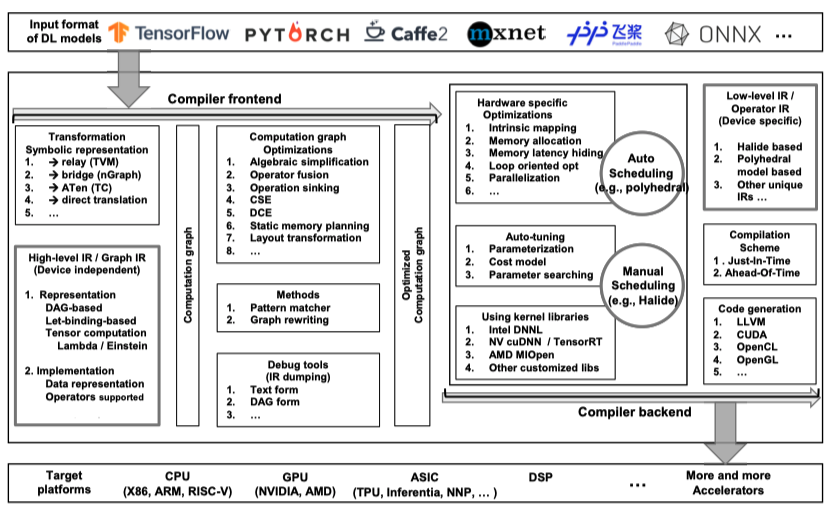 Input format
of DL models
TensorFlow
PYTORCH
Caffe2
mxnet
飞桨
PaddlePaddle
ONNX
...
Compiler frontend
Transformation
Symbolic representation
1. → relay (TVM)
2. → bridge (nGraph)
3. → ATen (TC)
4. → direct translation
5. ...
High-level IR / Graph IR
(Device independent)
1. Representation
DAG-based
Let-binding-based
Tensor computation
Lambda / Einstein
2. Implementation
Data representation
Operators supported
Computation graph
Computation graph
Optimizations
1. Algebraic simplification
2. Operator fusion
3. Operation sinking
4. CSE
5. DCE
6. Static memory planning
7. Layout transformation
8. ...
Methods
1. Pattern matcher
2. Graph rewriting
Debug tools
(IR dumping)
1. Text form
2. DAG form
3. ...
Optimized
Computation graph
Hardware specific
Optimizations
1. Intrinsic mapping
2. Memory allocation
3. Memory latency hiding
4. Loop oriented opt
5. Parallelization
6. ...
Auto
Scheduling
(e.g., polyhedral)
Auto-tuning
1. Parameterization
2. Cost model
3. Parameter searching
Manual
Scheduling
(e.g., Halide)
Using kernel libraries
1. Intel DNNL
2. NV cuDNN / TensorRT
3. AMD MIOpen
4. Other customized libs
Low-level IR /
Operator IR
(Device specific)
1. Halide based
2. Polyhedral
model based
3. Other unique
IRs ...
Compilation
Scheme
1 . Just-In-Time
2. Ahead-Of-Time
Code generation
1. LLVM
2. CUDA
3. OpenCL
4. OpenGL
5. ...
Compiler backend
Target
platforms
CPU
(X86, ARM, RISC-V)
GPU
(NVIDIA, AMD)
ASIC
(TPU, Inferentia, NNP, ... )
DSP
...
More and more
Accelerators